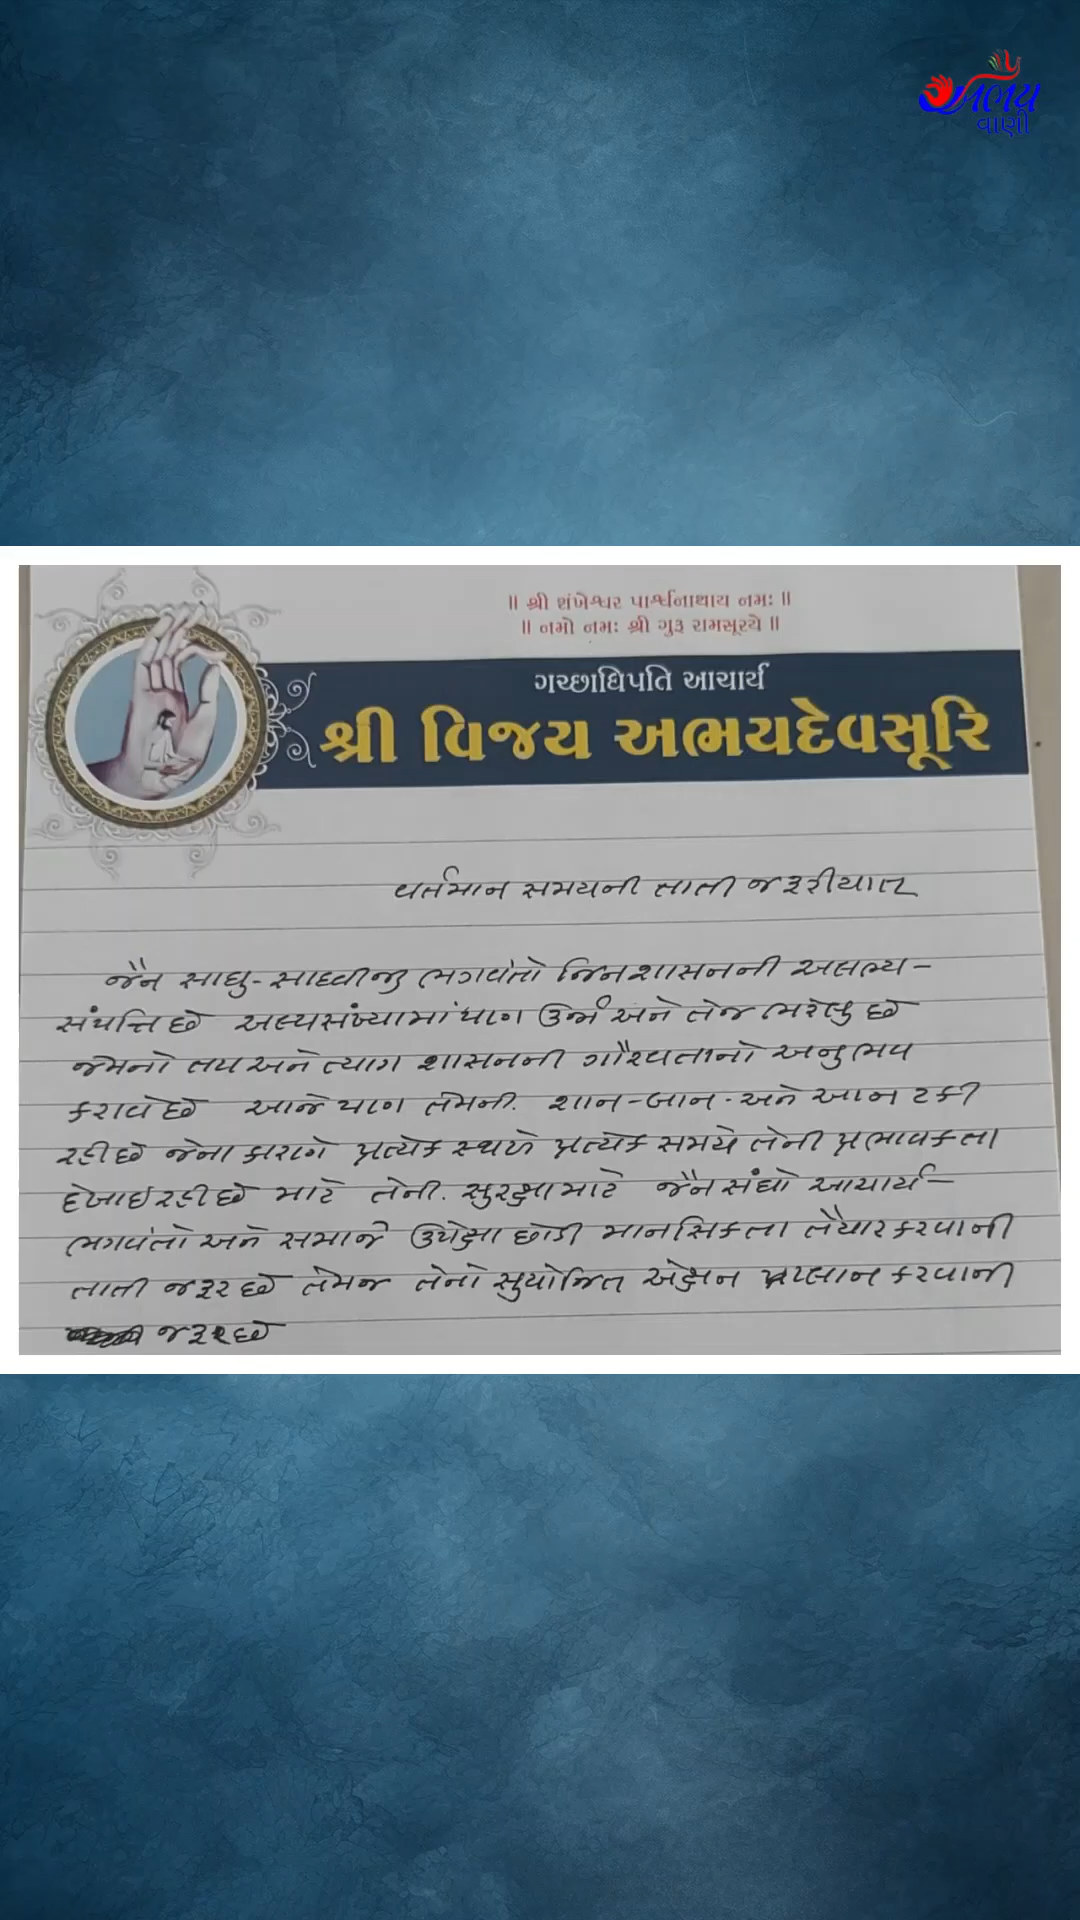 અભય
વાણી
॥ શ્રી શંખેશ્વર પાર્શ્વનાથાય નમઃ ॥
॥ નમો નમઃ શ્રી ગુરૂ રામસૂરયે ॥
ગચ્છાધિપતિ આચાર્ય
શ્રી વિજય અભયદેવસૂરિ
વર્તમાન સમયની તાતી જરૂરીયાત
જૈન સાધુ-સાધ્વીજી ભગવંતો જિનશાસનની અલભ્ય-
સંપત્તિ છે અલ્પસંખ્યામાં પણ ઉર્જા અને તેજ ભરેલુ છે
જેમનો તપ અને ત્યાગ શાસનની ગૌરવતાનો અનુભવ
કરાવે છે આજે પણ તેમની. શાન-બાન-અને આન ટકી
રહી છે જેના કારણે પ્રત્યેક સ્થળે પ્રત્યેક સમયે તેની પ્રભાવકતા
દેખાઇ રહી છે માટે તેની. સુરક્ષા માટે જૈન સંઘો આચાર્ય-
ભગવંતો અને સમાજે ઉપેક્ષા છોડી માનસિકતા તૈયાર કરવાની
તાતી જરૂર છે તેમજ તેનો સુયોજિત એક્ષન પ્લાન કરવાની
જરૂર છે